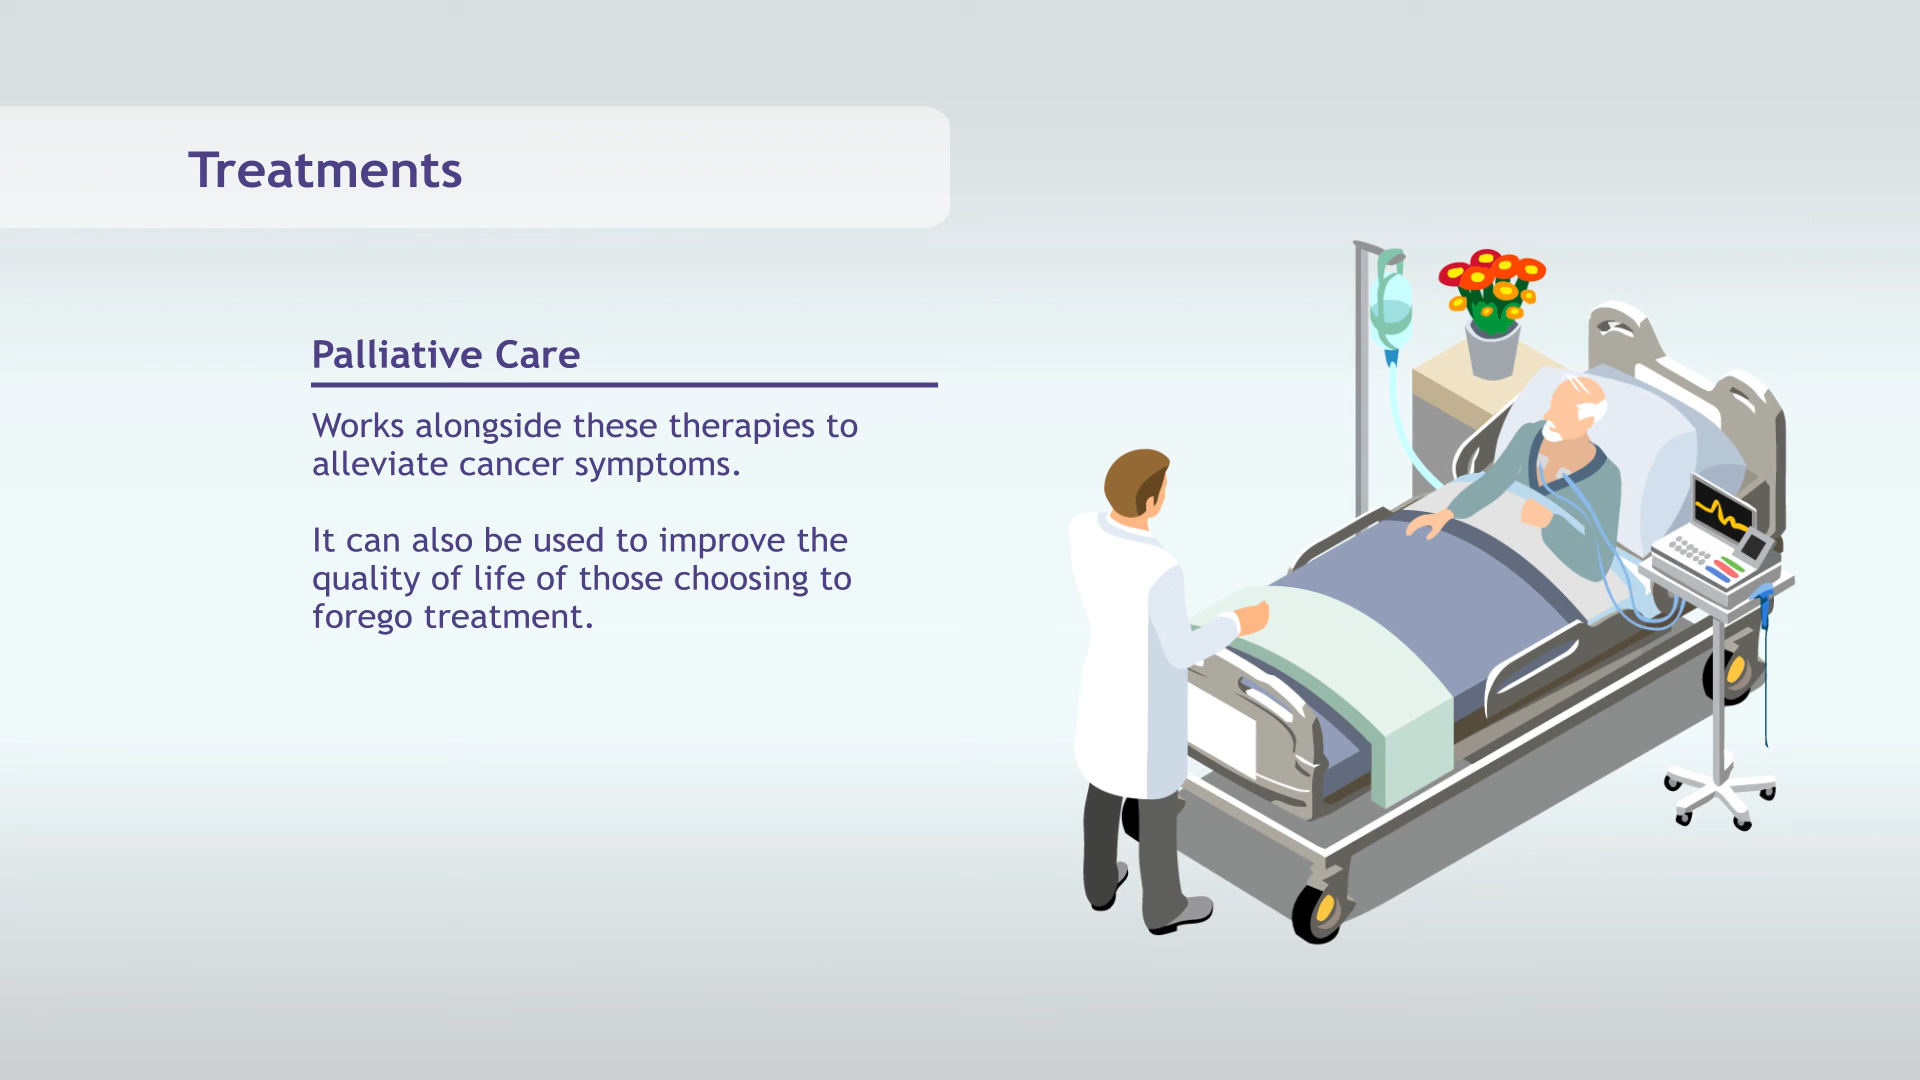 Treatments
Palliative Care
Works alongside these therapies to
alleviate cancer symptoms.
It can also be used to improve the
quality of life of those choosing to
forego treatment.